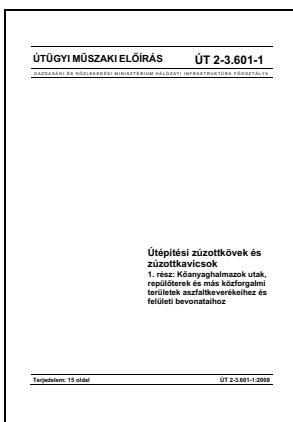 ÚTÜGYI MŰSZAKI ELŐÍRÁS ÚT 2-3.601-1
GAZDASÁGI ÉS KÖZLEKEDÉSI MINISZTÉRIUM HÁLÓZATI INFRASTRUKTÚRA FŐOSZTÁLYA
Útépítési zúzottkövek és
zúzottkavicsok
1. rész: Kőanyaghalmazok utak,
repülőterek és más közforgalmi
területek aszfaltkeverékeihez és
felületi bevonataihoz
Terjedelem: 15 oldal ÚT 2-3.601-1:2008